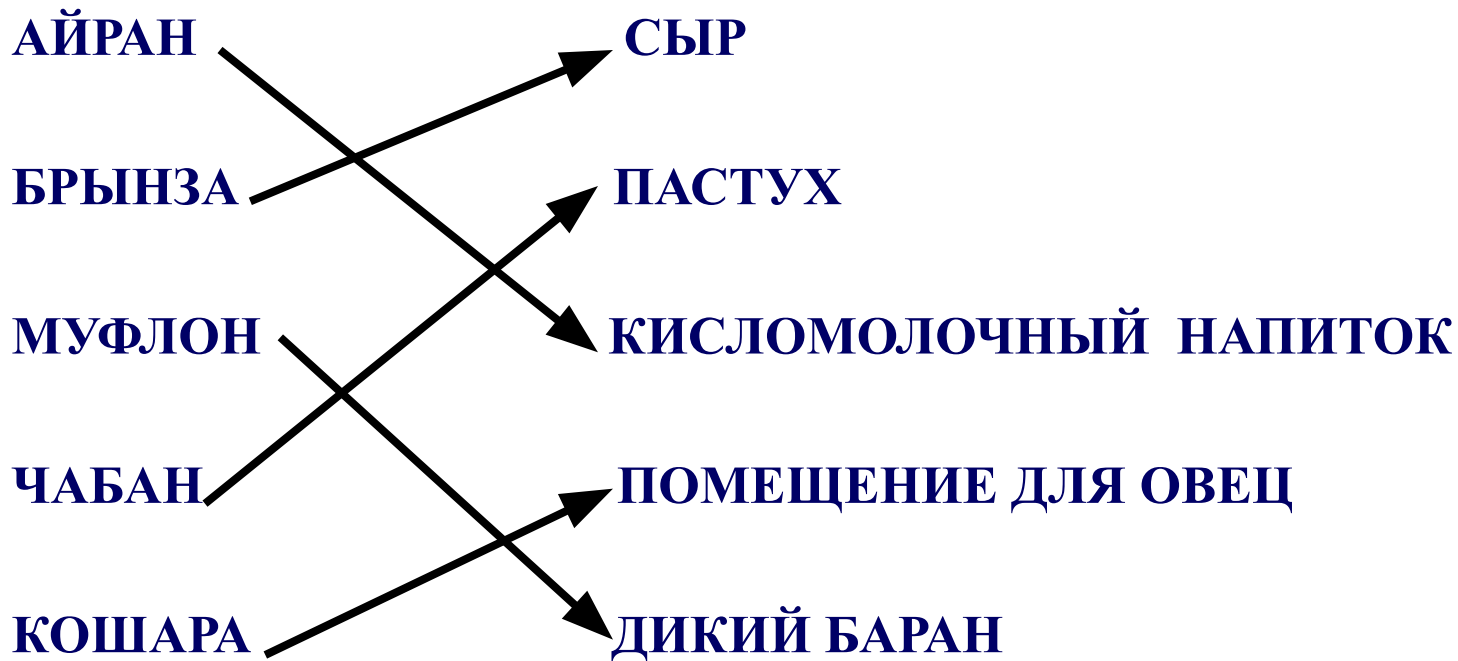 АЙРАН СЫР
БРЫНЗА ПАСТУХ
МУФЛОН КИСЛОМОЛОЧНЫЙ НАПИТОК
ЧАБАН ПОМЕЩЕНИЕ ДЛЯ ОВЕЦ
КОШАРА ДИКИЙ БАРАН